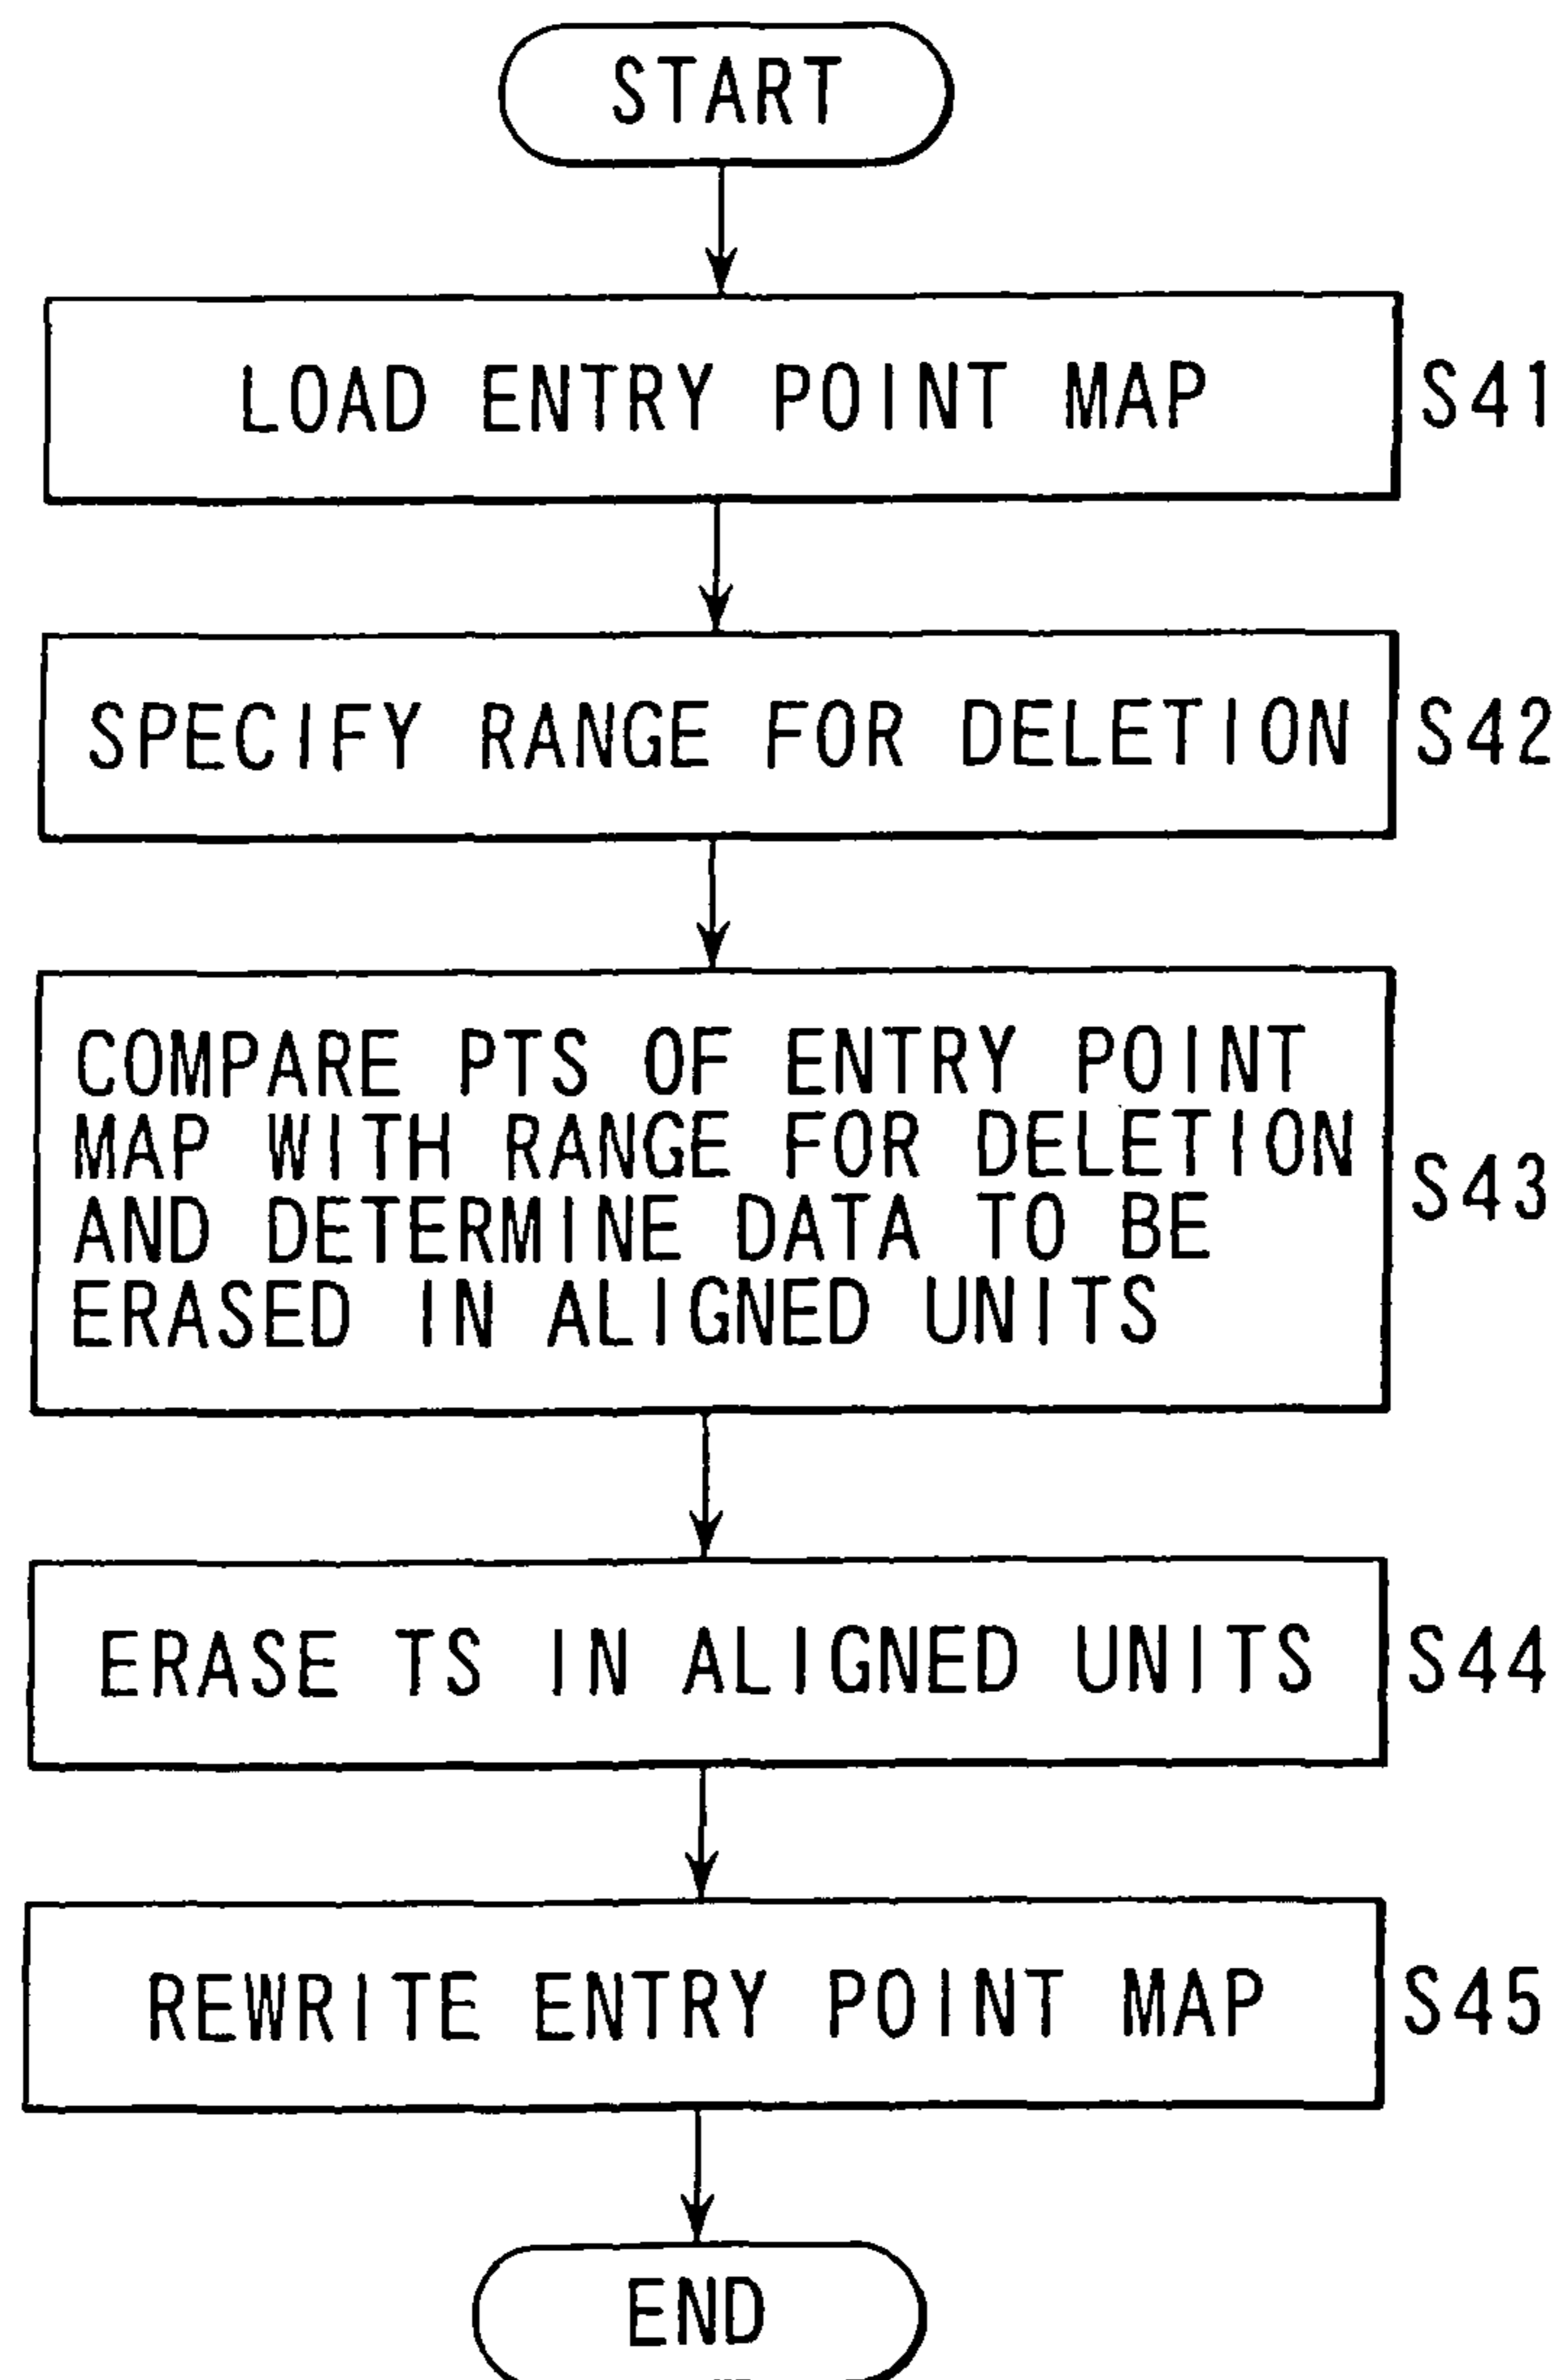 START
LOAD ENTRY POINT MAP S41
SPECIFY RANGE FOR DELETION S42
COMPARE PTS OF ENTRY POINT
MAP WITH RANGE FOR DELETION
AND DETERMINE DATA TO BE
ERASED IN ALIGNED UNITS
S43
ERASE TS IN ALIGNED UNITS S44
REWRITE ENTRY POINT MAP S45
END